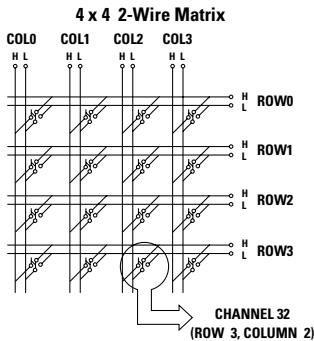 4 x 4 2-Wire Matrix
COL0 COL1 COL2 COL3
H L H L H L H L
H
L ROW0
H
L ROW1
H
L ROW2
H
L ROW3
CHANNEL 32
(ROW 3, COLUMN 2)